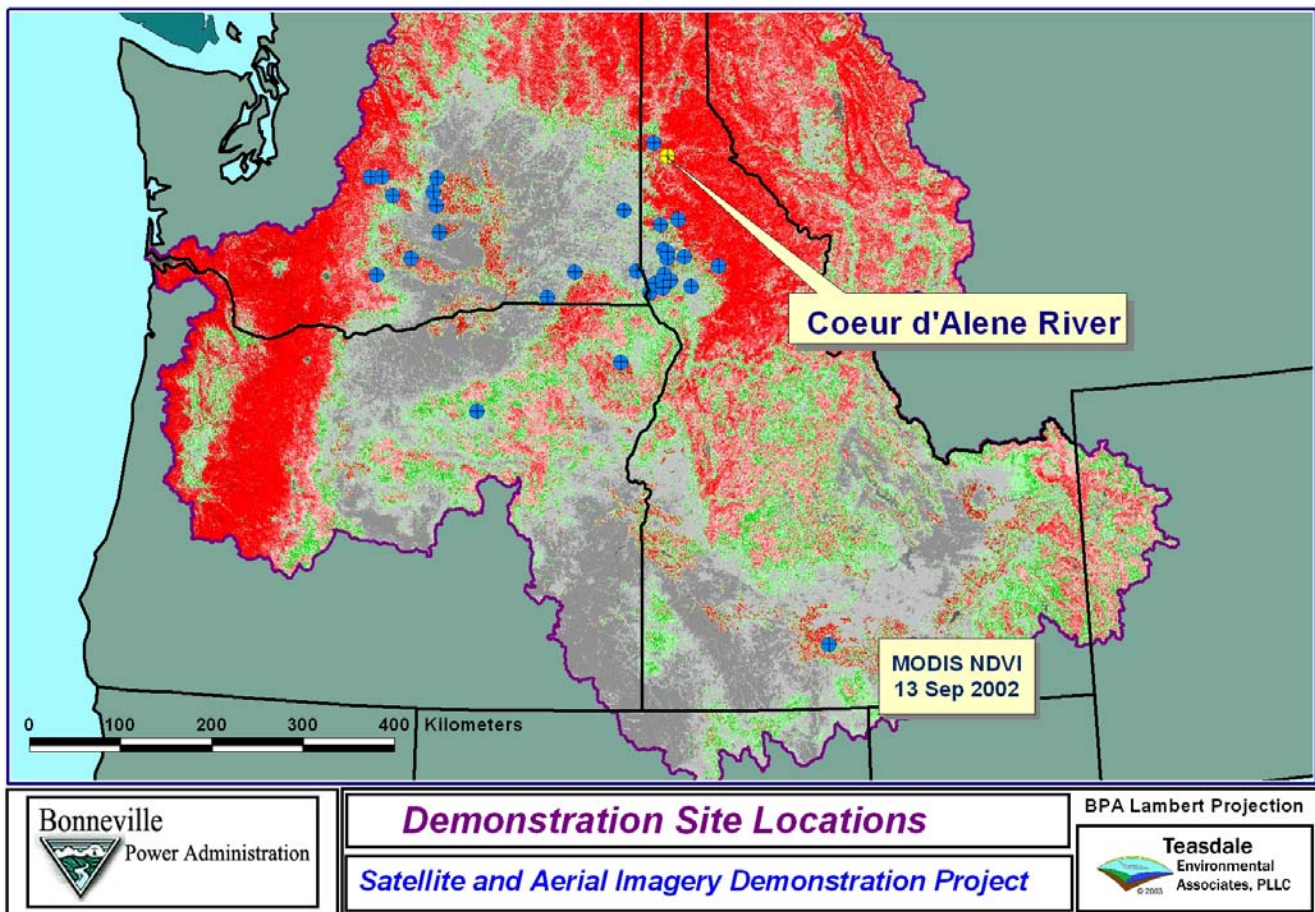 Coeur d'Alene River
MODIS NDVI
13 Sep 2002
0 100 200 300 400 Kilometers
Bonneville
Power Administration
Demonstration Site Locations
Satellite and Aerial Imagery Demonstration Project
BPA Lambert Projection
Teasdale
Environmental
Associates, PLLC
© 2003